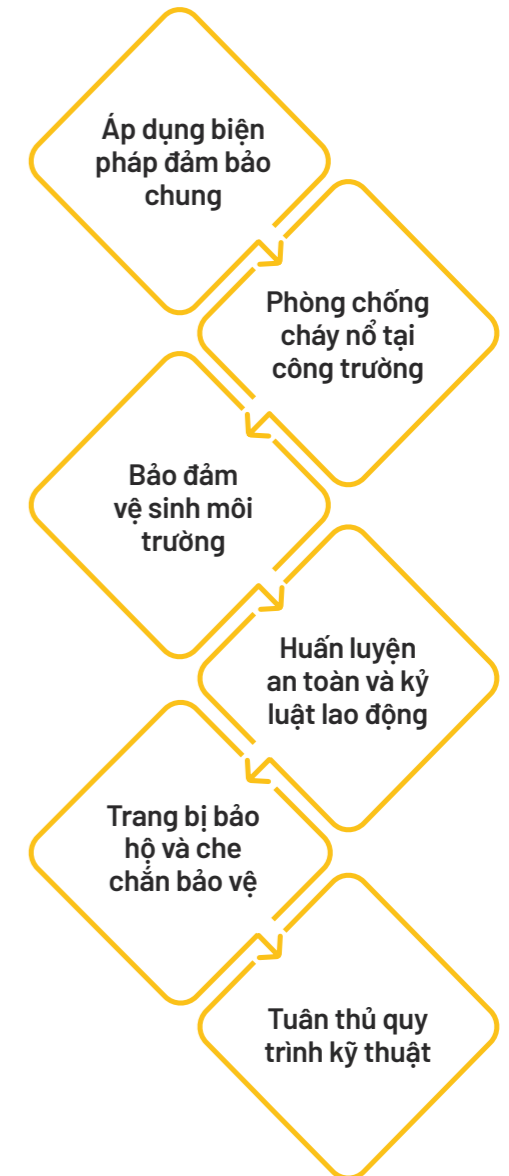 Áp dụng biện
pháp đảm bảo
chung
Phòng chống
cháy nổ tại
công trường
Bảo đảm
vệ sinh môi
trường
Huấn luyện
an toàn và kỷ
luật lao động
Trang bị bảo
hộ và che
chắn bảo vệ
Tuân thủ quy
trình kỹ thuật